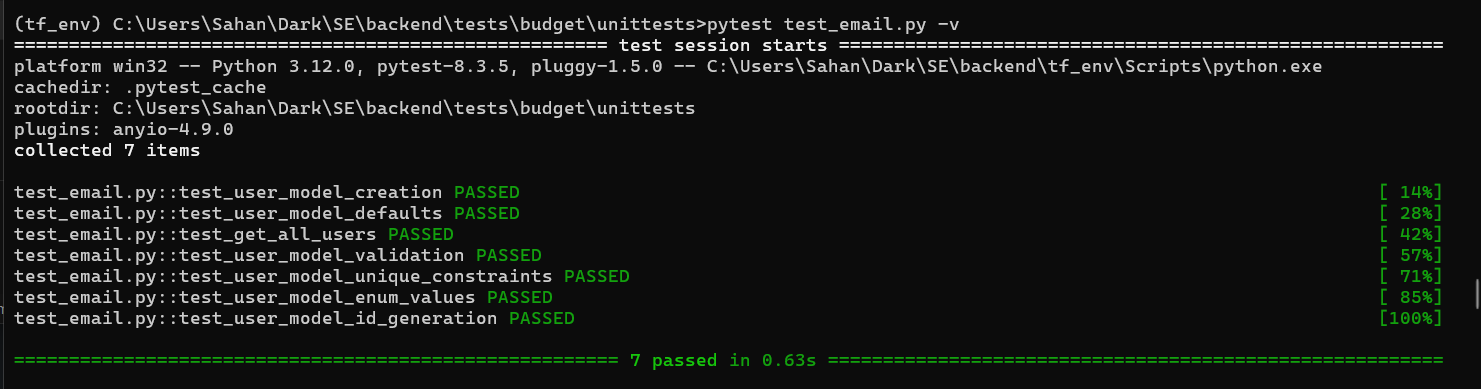 (tf_env) C:\Users\Sahan\Dark\SE\backend\tests\budget\unittests>pytest test_email.py -v
====================================================== test session starts =======================================================
platform win32 -- Python 3.12.0, pytest-8.3.5, pluggy-1.5.0 -- C:\Users\Sahan\Dark\SE\backend\tf_env\Scripts\python.exe
cachedir: .pytest_cache
rootdir: C:\Users\Sahan\Dark\SE\backend\tests\budget\unittests
plugins: anyio-4.9.0
collected 7 items
test_email.py::test_user_model_creation PASSED [ 14%]
test_email.py::test_user_model_defaults PASSED [ 28%]
test_email.py::test_get_all_users PASSED [ 42%]
test_email.py::test_user_model_validation PASSED [ 57%]
test_email.py::test_user_model_unique_constraints PASSED [ 71%]
test_email.py::test_user_model_enum_values PASSED [ 85%]
test_email.py::test_user_model_id_generation PASSED [100%]
======================================================= 7 passed in 0.63s ========================================================